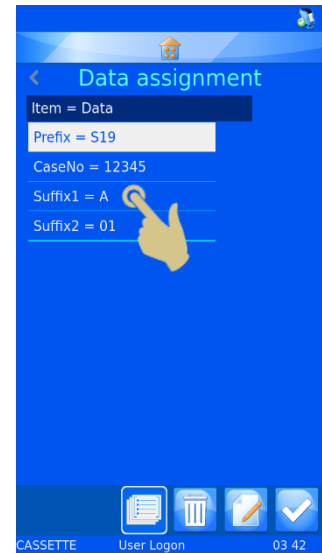 Data assignment
Item = Data
Prefix = S19
CaseNo = 12345
Suffix1 = A
Suffix2 = 01
CASSETTE User Logon 03 42